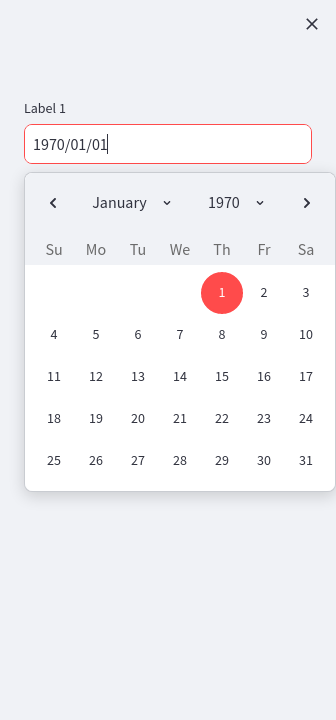 Label 1
1970/01/01
January 1970
Su Mo Tu We Th Fr Sa
1 2 3
4 5 6 7 8 9 10
11 12 13 14 15 16 17
18 19 20 21 22 23 24
25 26 27 28 29 30 31